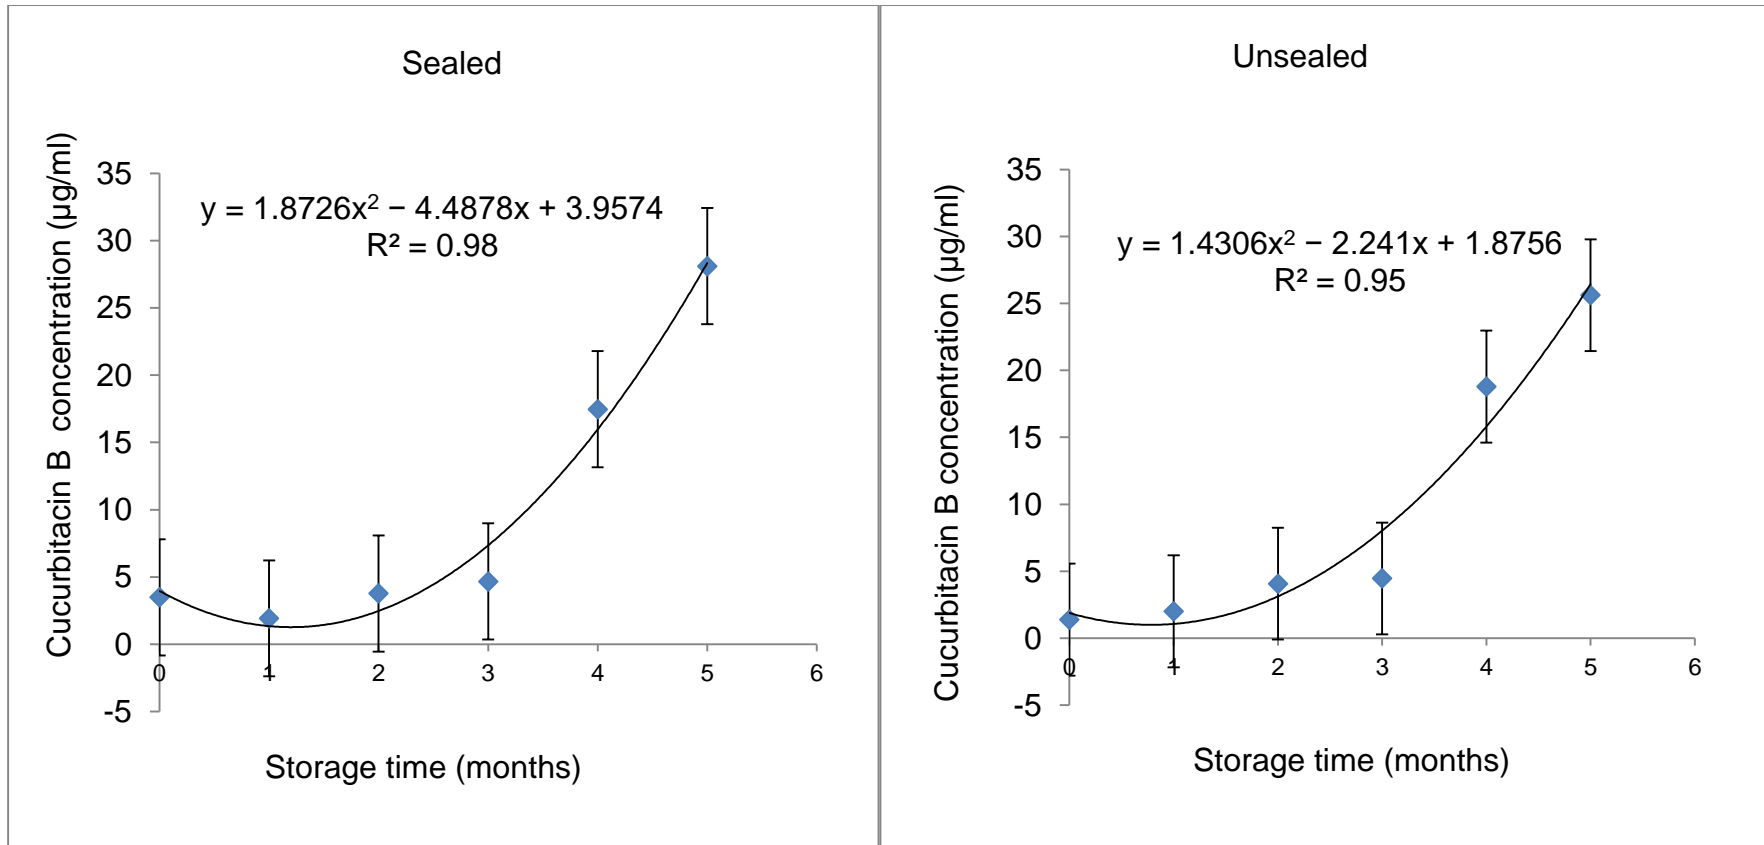 Sealed
Cucurbitacin B  concentration (µg/ml)
35
30
25
20
15
10
5
0
-5
y = 1.8726x² − 4.4878x + 3.9574
R² = 0.98
0 1 2 3 4 5 6
Storage time (months)
Unsealed
Cucurbitacin B concentration (µg/ml)
35
30
25
20
15
10
5
0
-5
y = 1.4306x² − 2.241x + 1.8756
R² = 0.95
0 1 2 3 4 5 6
Storage time (months)